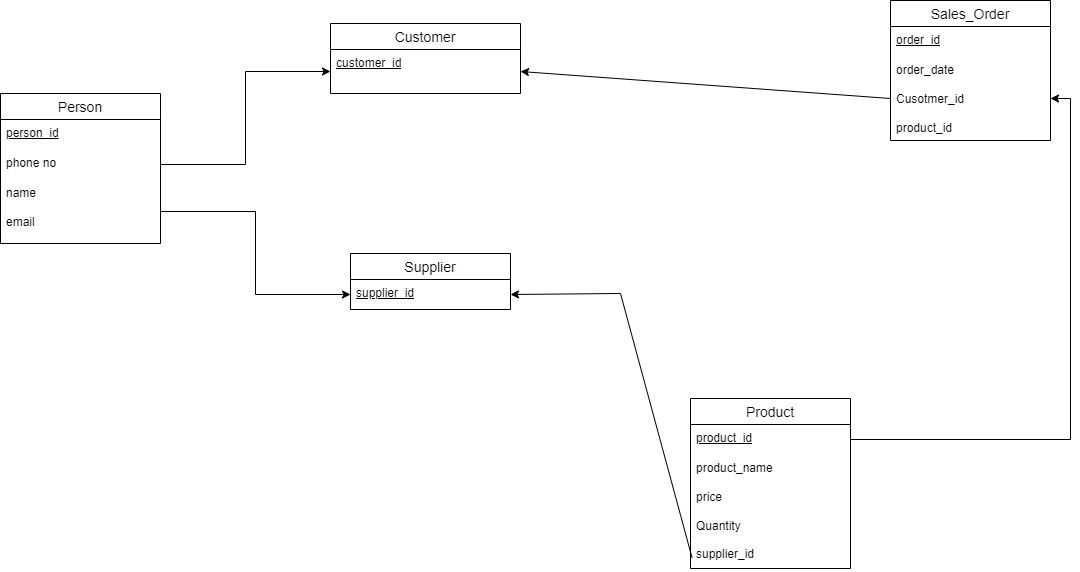 Customer
customer_id
Sales_Order
order_id
order_date
Cusotmer_id
product_id
Person
person_id
phone no
name
email
Supplier
supplier_id
Product
product_id
product_name
price
Quantity
supplier_id